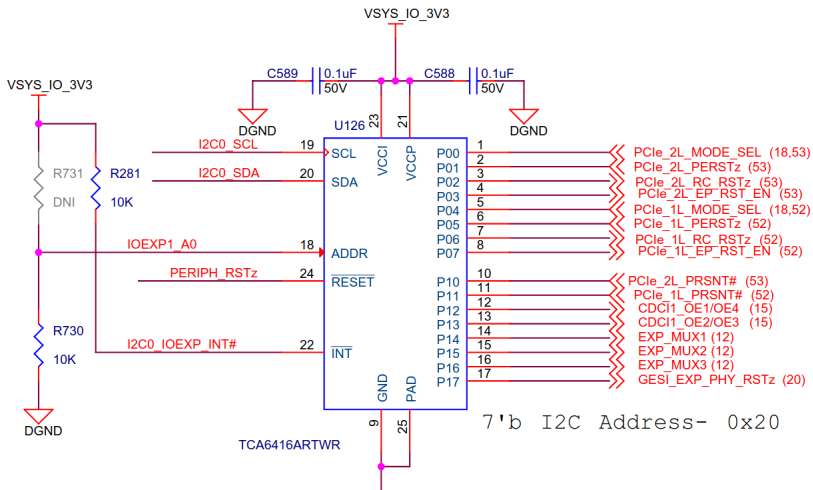 VSYS_IO_3V3
C589 0.1uF 50V
C588 0.1uF 50V
VSYS_IO_3V3
DGND
DGND
U126
23 VCCI
21 VCCP
R731 DNI
R281 10K
I2C0_SCL 19 SCL
I2C0_SDA 20 SDA
IOEXP1_A0 18 ADDR
PERIPH_RSTz 24 RESET
I2C0_IOEXP_INT# 22 INT
R730 10K
DGND
P00 1 PCIe_2L_MODE_SEL (18,53)
P01 2 PCIe_2L_PERSTz (53)
P02 3 PCIe_2L_RC_RSTz (53)
P03 4 PCIe_2L_EP_RST_EN (53)
P04 5 PCIe_1L_MODE_SEL (18,52)
P05 6 PCIe_1L_PERSTz (52)
P06 7 PCIe_1L_RC_RSTz (52)
P07 8 PCIe_1L_EP_RST_EN (52)
P10 10 PCIe_2L_PRSNT# (53)
P11 11 PCIe_1L_PRSNT# (52)
P12 12 CDCI1_OE1/OE4 (15)
P13 13 CDCI1_OE2/OE3 (15)
P14 14 EXP_MUX1 (12)
P15 15 EXP_MUX2 (12)
P16 16 EXP_MUX3 (12)
P17 17 GESI_EXP_PHY_RSTz (20)
GND 9
PAD 25
7'b I2C Address- 0x20
TCA6416ARTWR